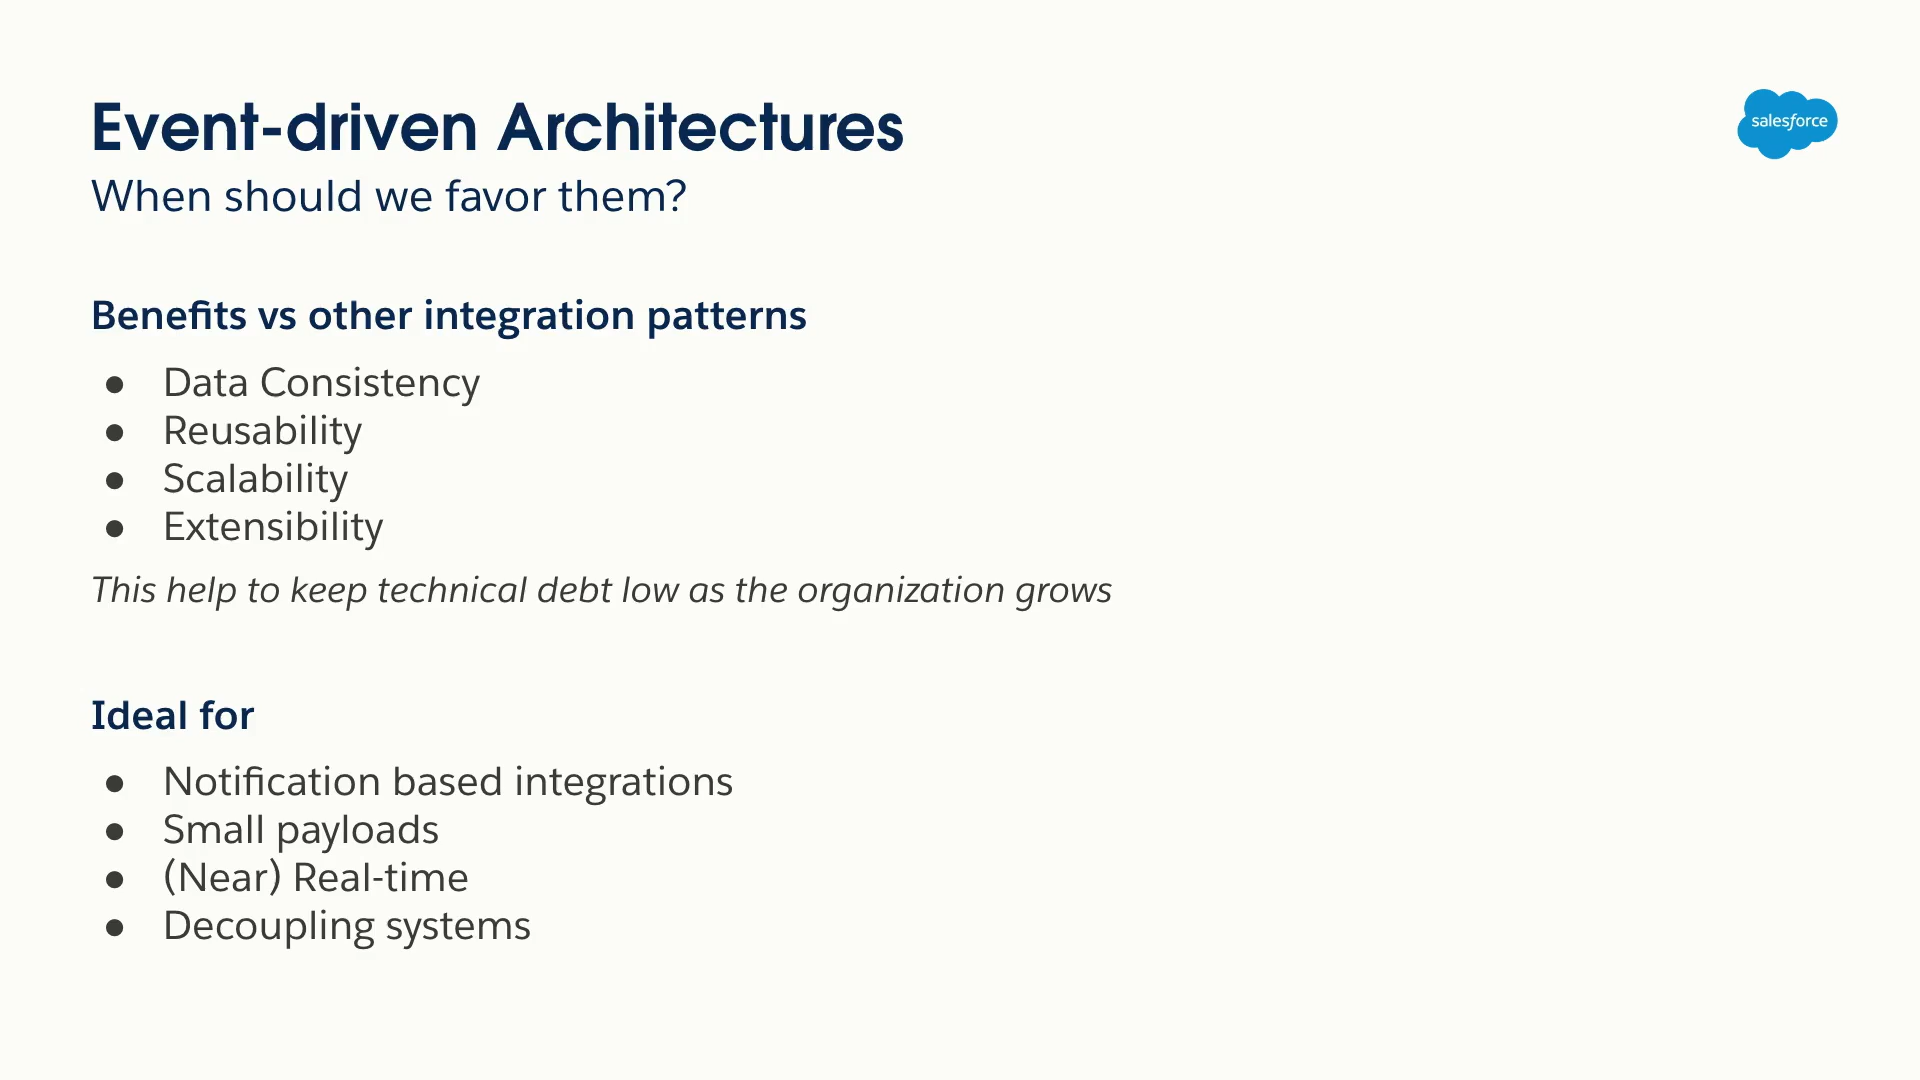 Event-driven Architectures
salesforce
When should we favor them?
Benefits vs other integration patterns
● Data Consistency
● Reusability
● Scalability
● Extensibility
This help to keep technical debt low as the organization grows
Ideal for
● Notification based integrations
● Small payloads
● (Near) Real-time
● Decoupling systems